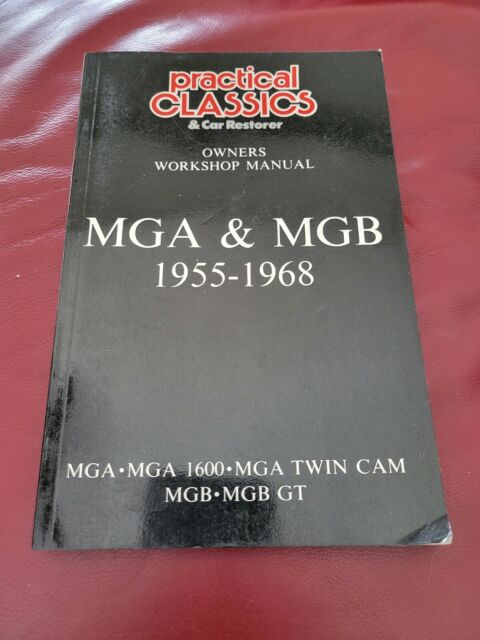 practical
CLASSICS
& Car Restorer
OWNERS
WORKSHOP MANUAL
MGA & MGB
1955-1968
MGA•MGA 1600•MGA TWIN CAM
MGB•MGB GT